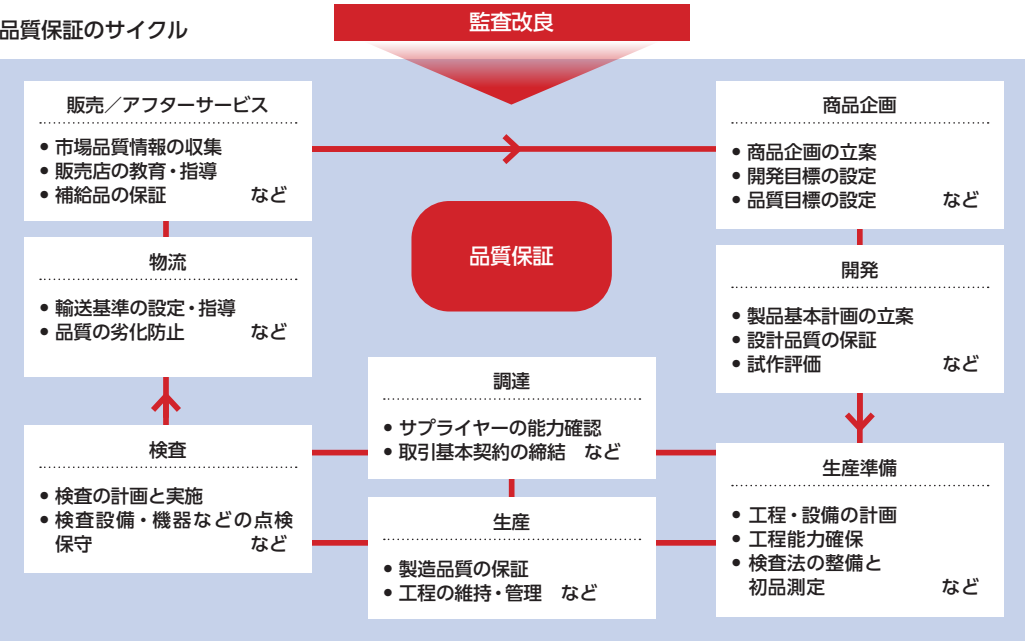 品質保証のサイクル
監査改良
販売／アフターサービス
• 市場品質情報の収集
• 販売店の教育・指導
• 補給品の保証 など
商品企画
• 商品企画の立案
• 開発目標の設定
• 品質目標の設定 など
品質保証
物流
• 輸送基準の設定・指導
• 品質の劣化防止 など
開発
• 製品基本計画の立案
• 設計品質の保証
• 試作評価 など
調達
• サプライヤーの能力確認
• 取引基本契約の締結 など
検査
• 検査の計画と実施
• 検査設備・機器などの点検
保守 など
生産
• 製造品質の保証
• 工程の維持・管理 など
生産準備
• 工程・設備の計画
• 工程能力確保
• 検査法の整備と
初品測定 など